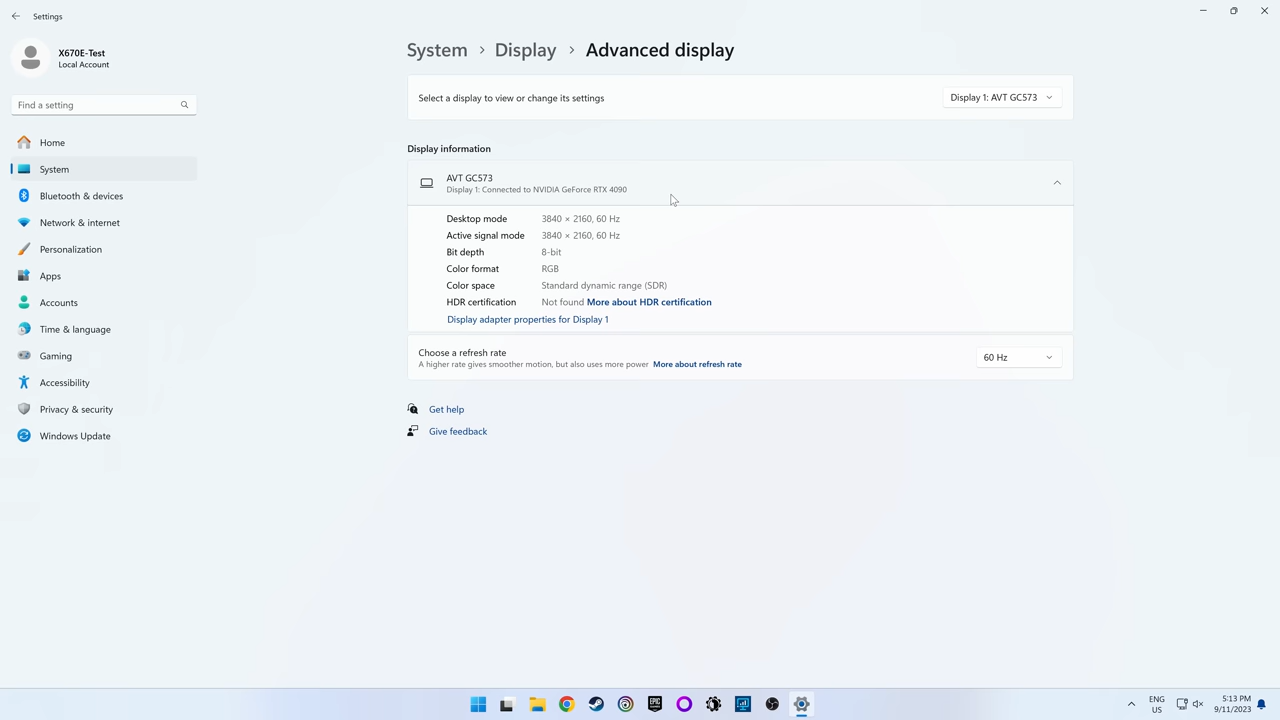 Settings
X670E-Test
Local Account
Find a setting
Home
System
Bluetooth & devices
Network & internet
Personalization
Apps
Accounts
Time & language
Gaming
Accessibility
Privacy & security
Windows Update
System > Display > Advanced display
Select a display to view or change its settings
Display 1: AVT GC573
Display information
AVT GC573
Display 1: Connected to NVIDIA GeForce RTX 4090
Desktop mode 3840 × 2160, 60 Hz
Active signal mode 3840 × 2160, 60 Hz
Bit depth 8-bit
Color format RGB
Color space Standard dynamic range (SDR)
HDR certification Not found More about HDR certification
Display adapter properties for Display 1
Choose a refresh rate
A higher rate gives smoother motion, but also uses more power More about refresh rate
60 Hz
Get help
Give feedback
EPIC
ENG
US
5:13 PM
9/11/2023